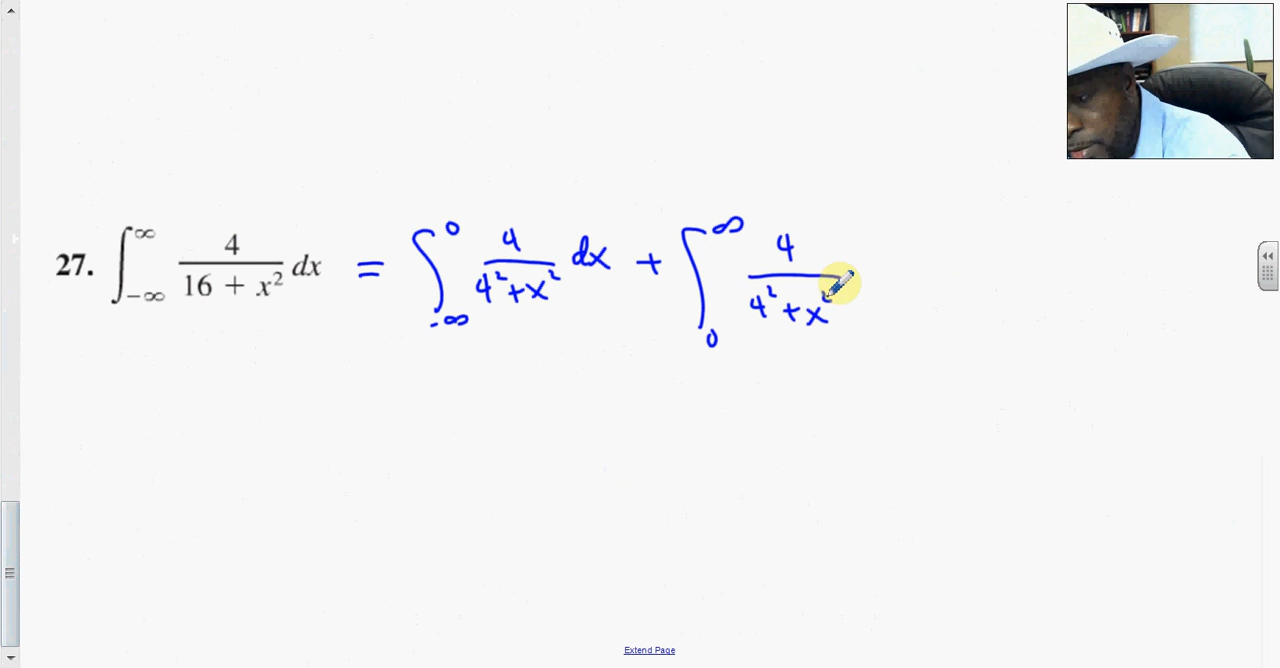 27. ∫_{-∞}^{∞} 4/(16 + x²) dx = ∫_{-∞}^{0} 4/(4²+x²) dx + ∫_{0}^{∞} 4/(4²+x²)
Extend Page